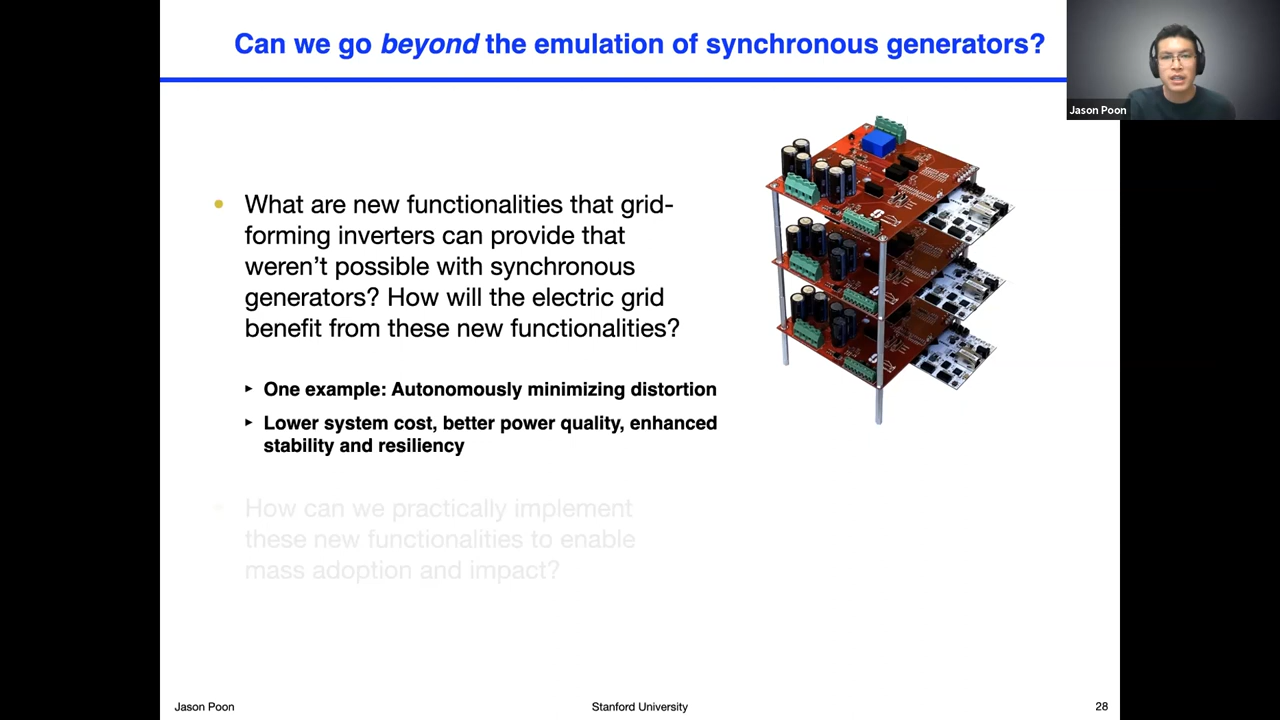 Can we go beyond the emulation of synchronous generators?
Jason Poon
What are new functionalities that grid-
forming inverters can provide that
weren’t possible with synchronous
generators? How will the electric grid
benefit from these new functionalities?
One example: Autonomously minimizing distortion
Lower system cost, better power quality, enhanced
stability and resiliency
How can we practically implement
these new functionalities to enable
mass adoption and impact?
Jason Poon
Stanford University
28